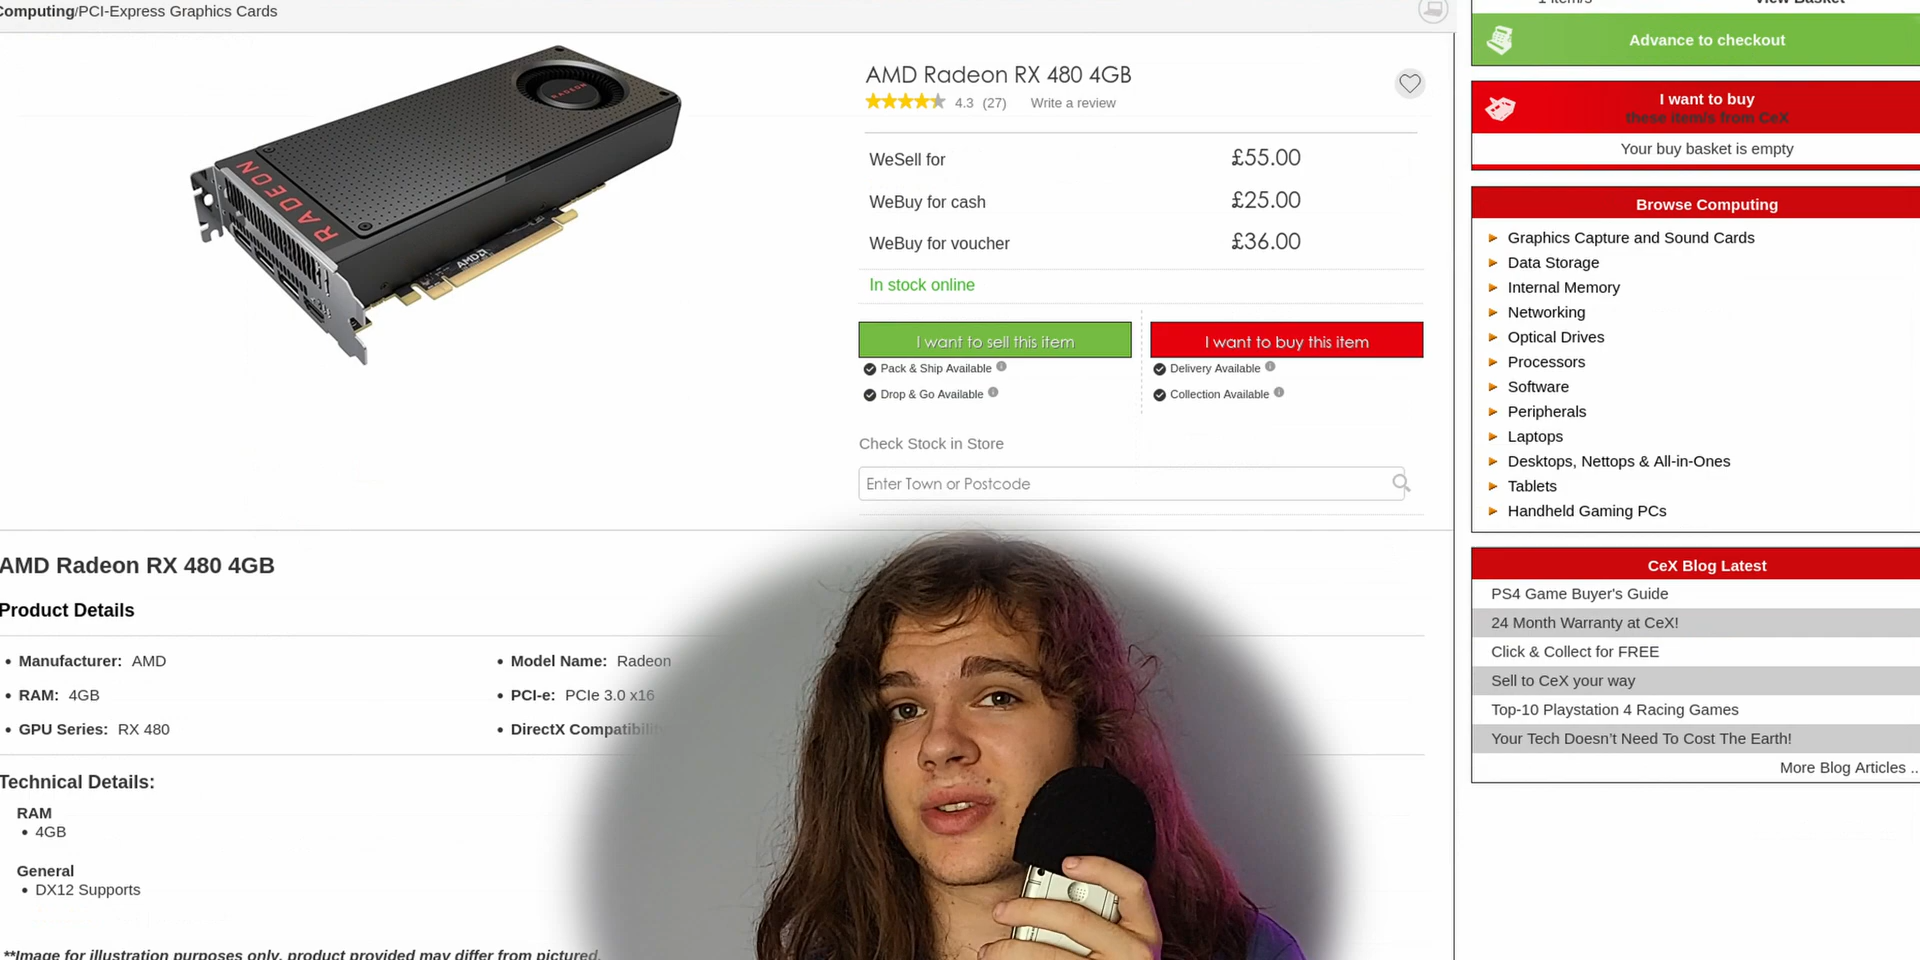 Computing/PCI-Express Graphics Cards
RADEON
RADEON
AMD
AMD Radeon RX 480 4GB
4.3 (27) Write a review
WeSell for £55.00
WeBuy for cash £25.00
WeBuy for voucher £36.00
In stock online
I want to sell this item
I want to buy this item
Pack & Ship Available
Delivery Available
Drop & Go Available
Collection Available
Check Stock in Store
Enter Town or Postcode
AMD Radeon RX 480 4GB
Product Details
• Manufacturer: AMD
• Model Name: Radeon
• RAM: 4GB
• PCI-e: PCIe 3.0 x16
• GPU Series: RX 480
• DirectX Compatibili
Technical Details:
RAM
• 4GB
General
• DX12 Supports
**Image for illustration purposes only, product provided may differ from pictured.
1 item/s View Basket
Advance to checkout
I want to buy
these item/s from CeX
Your buy basket is empty
Browse Computing
Graphics Capture and Sound Cards
Data Storage
Internal Memory
Networking
Optical Drives
Processors
Software
Peripherals
Laptops
Desktops, Nettops & All-in-Ones
Tablets
Handheld Gaming PCs
CeX Blog Latest
PS4 Game Buyer's Guide
24 Month Warranty at CeX!
Click & Collect for FREE
Sell to CeX your way
Top-10 Playstation 4 Racing Games
Your Tech Doesn't Need To Cost The Earth!
More Blog Articles ..